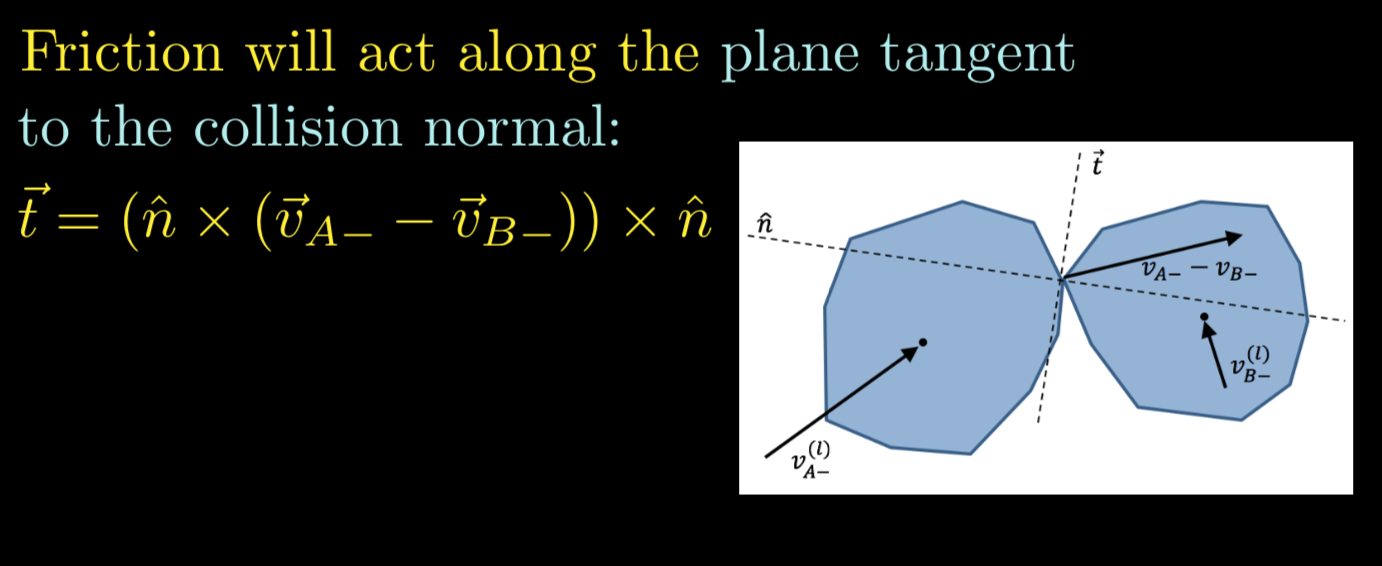 Friction will act along the plane tangent
to the collision normal:
$\vec{t} = (\hat{n} \times (\vec{v}_{A-} - \vec{v}_{B-})) \times \hat{n}$
$\vec{t}$
$\hat{n}$
$v_{A-} - v_{B-}$
$v_{B-}^{(l)}$
$v_{A-}^{(l)}$